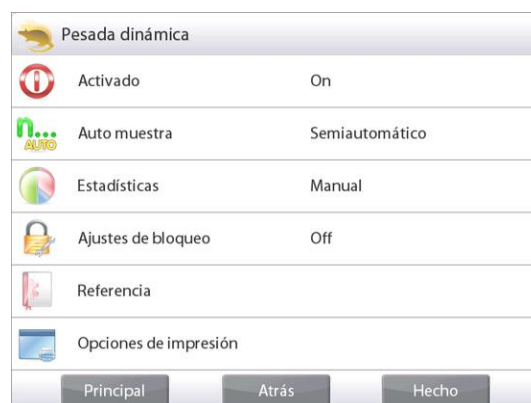 Pesada dinámica
Activado On
n...
AUTO
Auto muestra Semiautomático
Estadísticas Manual
Ajustes de bloqueo Off
Referencia
Opciones de impresión
Principal Atrás Hecho